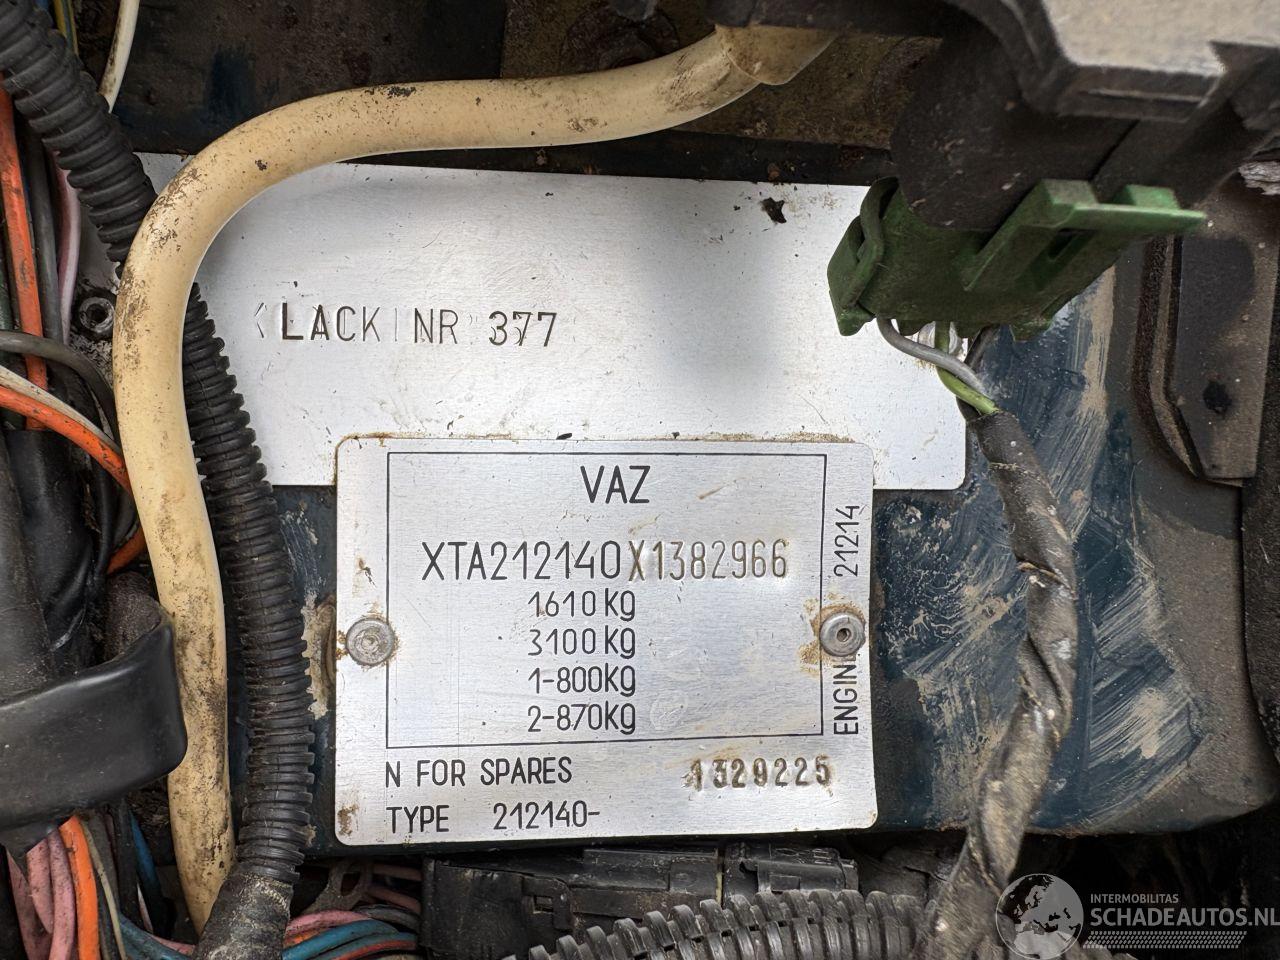 LACK NR 377
VAZ
XTA212140X1382966
1610Kg
3100Kg
1-800Kg
2-870Kg
N FOR SPARES 1329225
TYPE 212140-
21214
INTERMOBILITAS
SCHADEAUTOS.NL